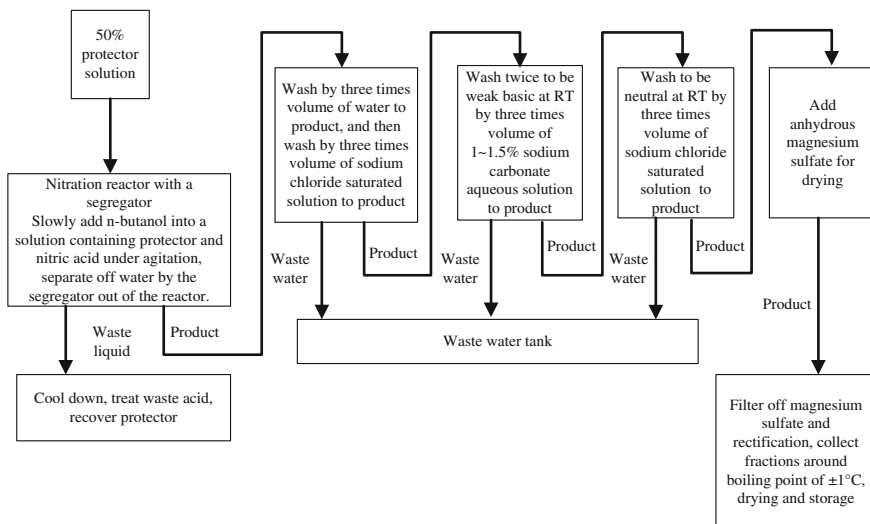 50%
protector
solution
Nitration reactor with a
segregator
Slowly add n-butanol into a
solution containing protector and
nitric acid under agitation,
separate off water by the
segregator out of the reactor.
Waste
liquid
Product
Cool down, treat waste acid,
recover protector
Wash by three times
volume of water to
product, and then
wash by three times
volume of sodium
chloride saturated
solution to product
Waste
water
Product
Wash twice to be
weak basic at RT
by three times
volume of
1~1.5% sodium
carbonate
aqueous solution
to product
Waste
water
Product
Wash to be
neutral at RT by
three times
volume of
sodium chloride
saturated
solution to
product
Waste
water
Product
Waste water tank
Add
anhydrous
magnesium
sulfate for
drying
Product
Filter off magnesium
sulfate and
rectification, collect
fractions around
boiling point of ±1°C,
drying and storage